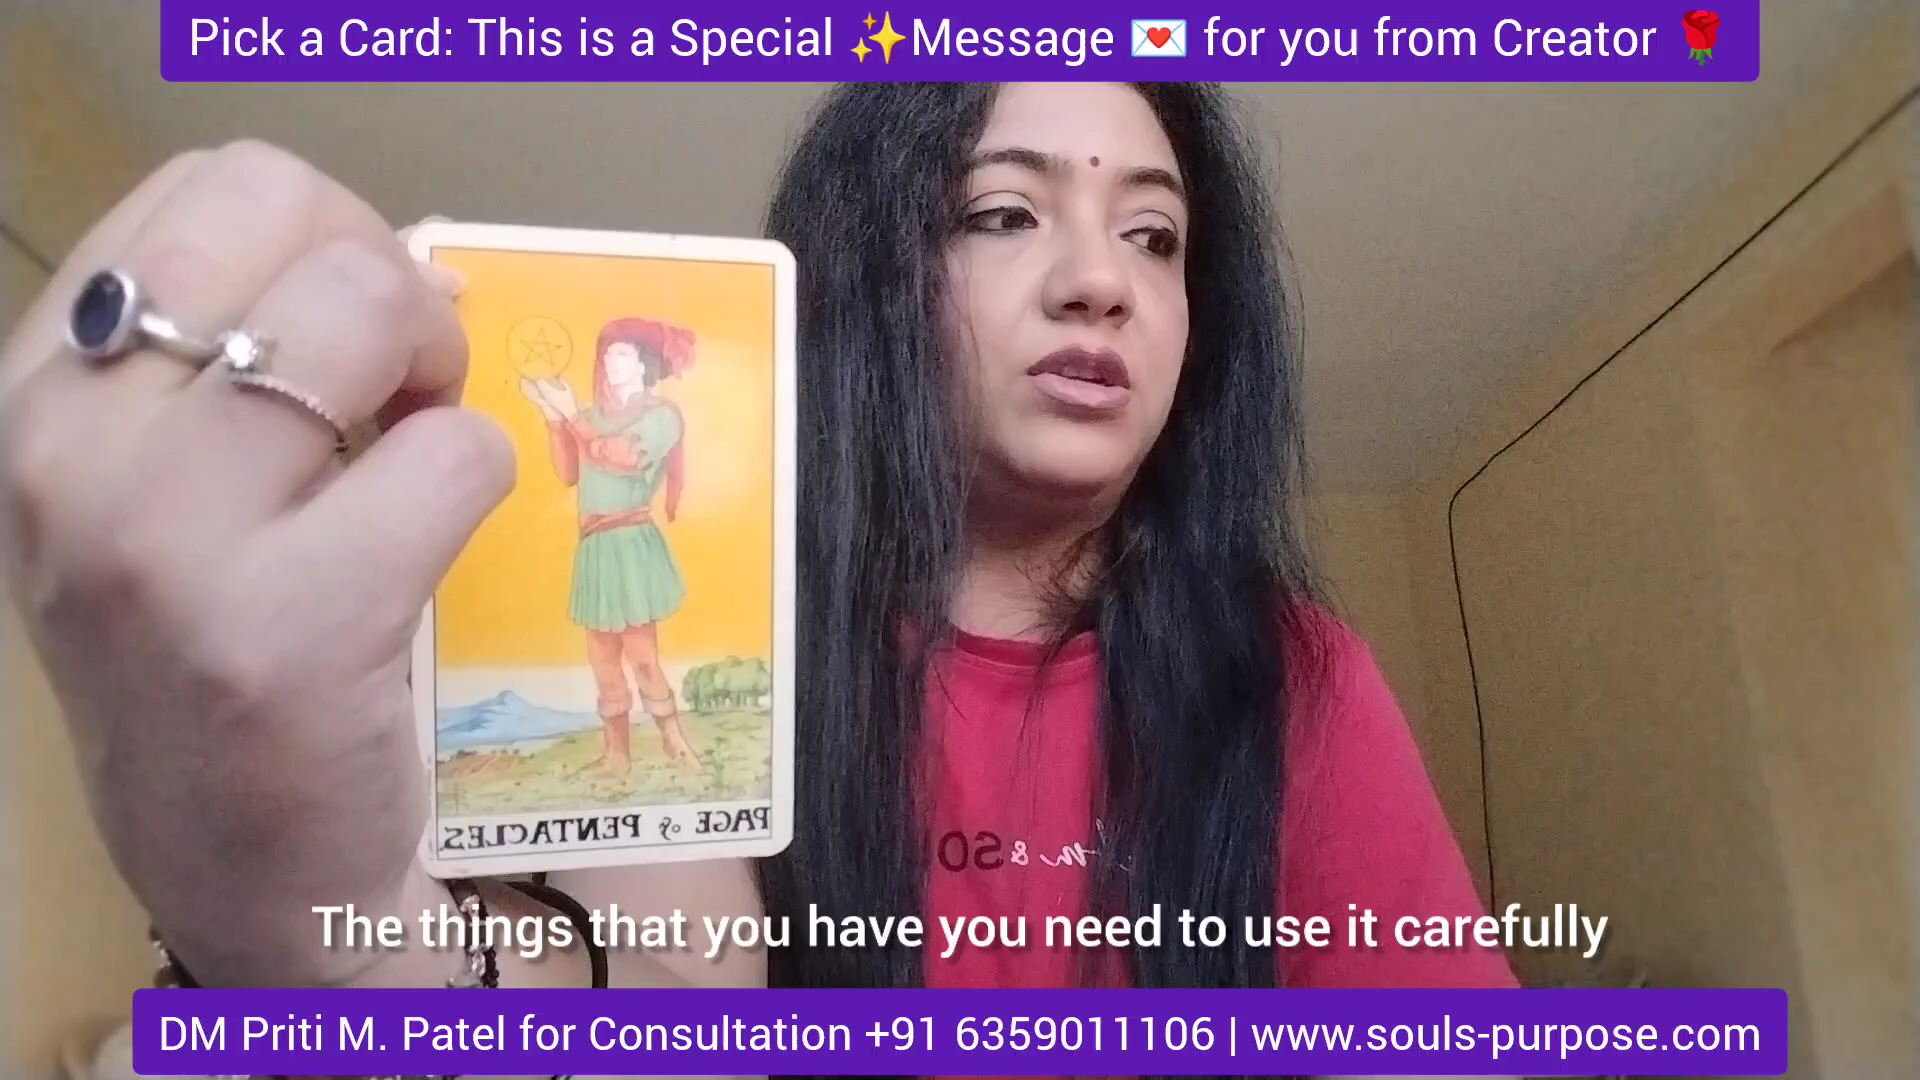 Pick a Card: This is a Special ✨Message 💌 for you from Creator 🌹
PAGE of PENTACLES
& SO
The things that you have you need to use it carefully
DM Priti M. Patel for Consultation +91 6359011106 | www.souls-purpose.com